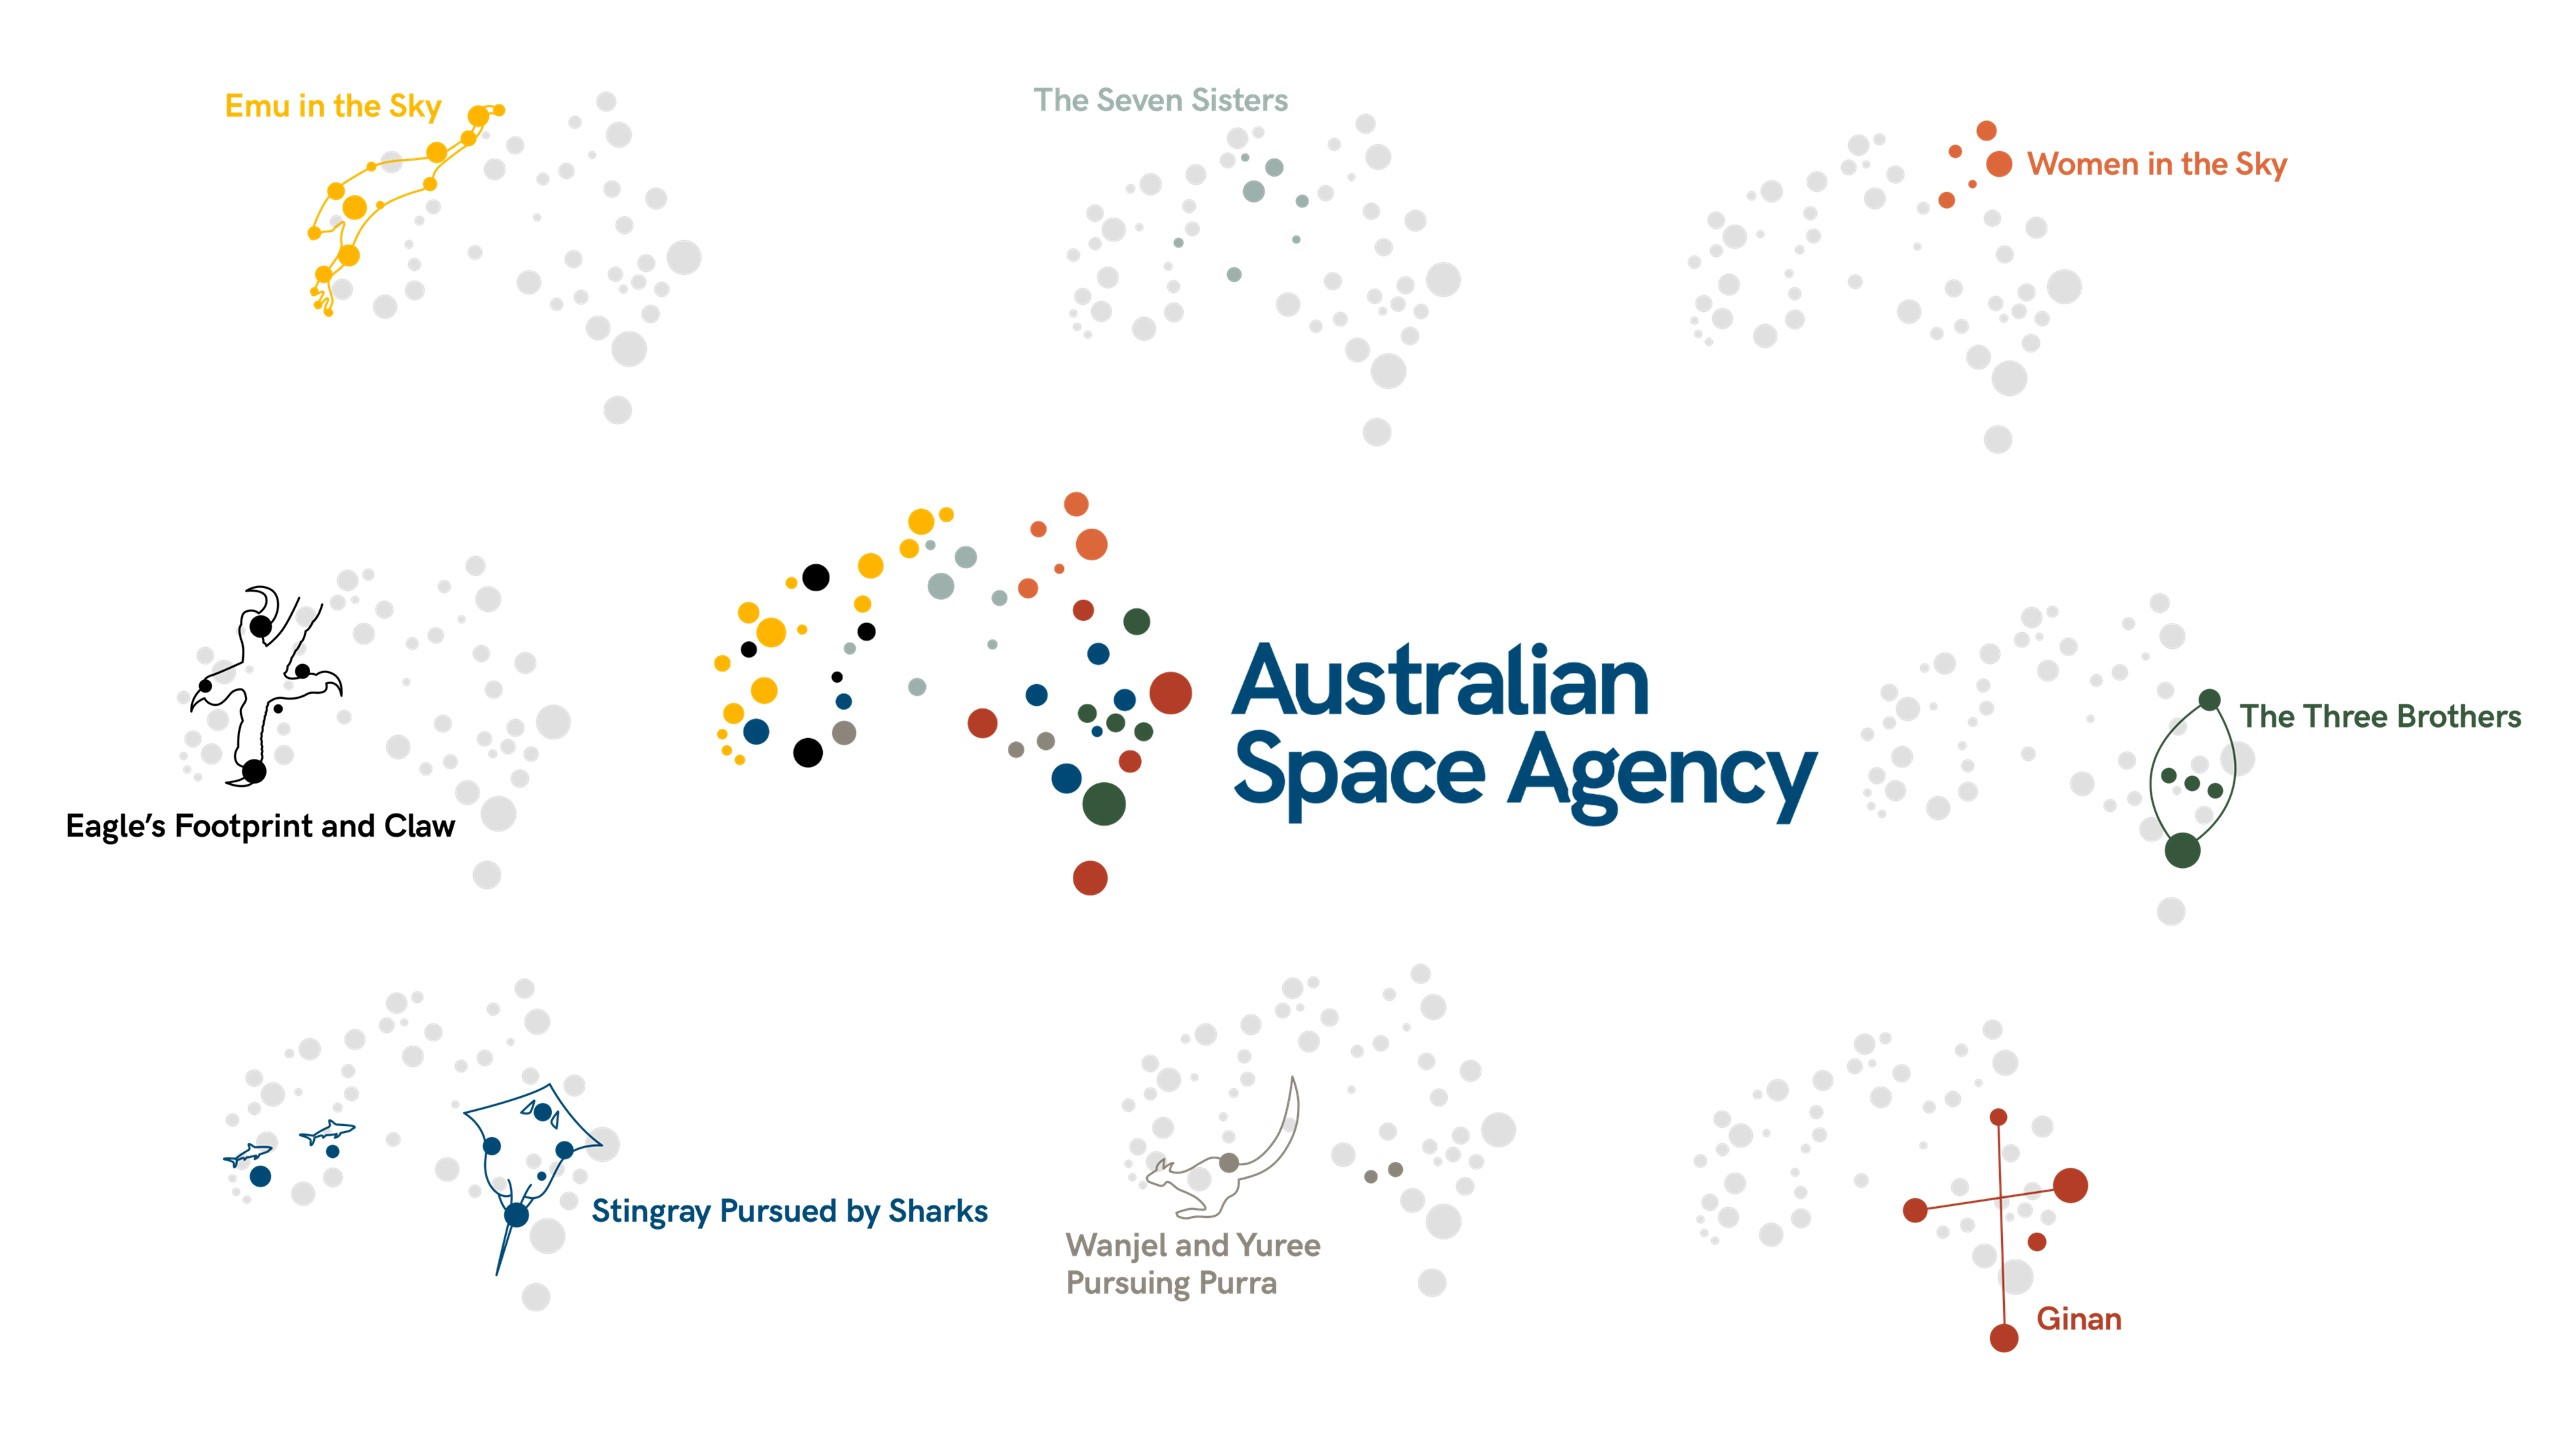 Emu in the Sky
The Seven Sisters
Women in the Sky
Eagle's Footprint and Claw
Australian
Space Agency
The Three Brothers
Stingray Pursued by Sharks
Wanjel and Yuree
Pursuing Purra
Ginan